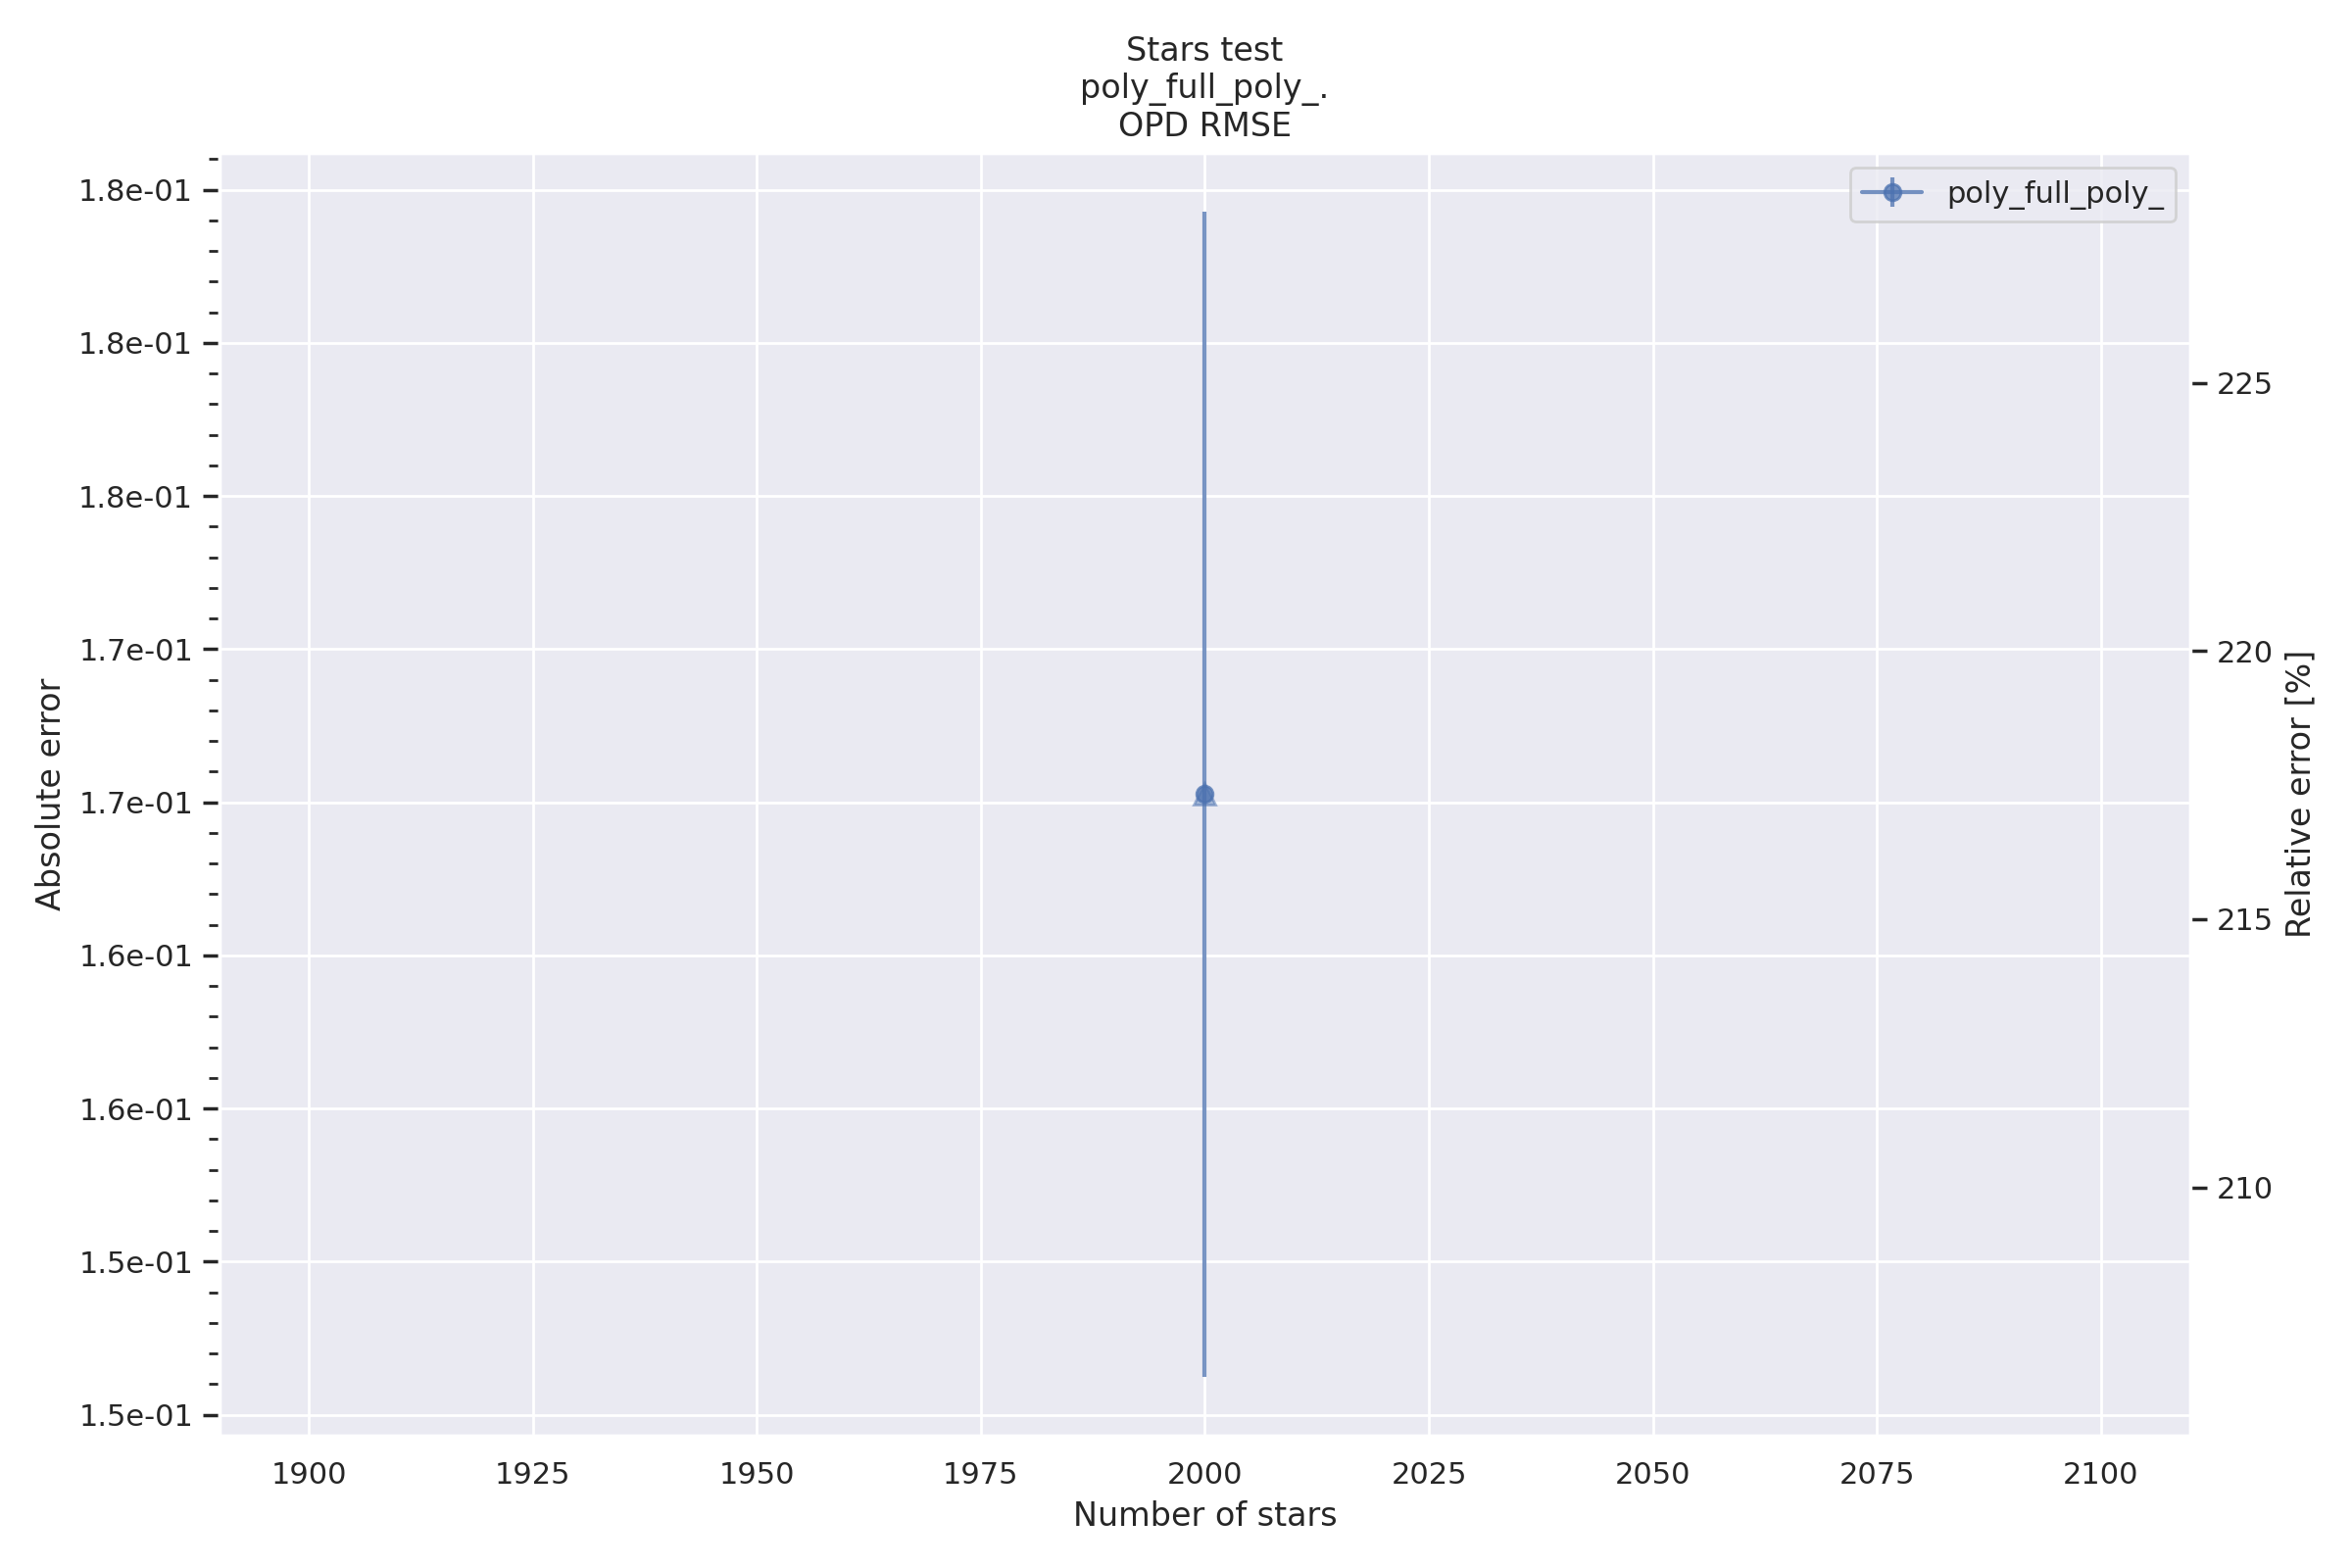 Stars test
poly_full_poly_.
OPD RMSE
poly_full_poly_
1.8e-01
1.8e-01
1.8e-01
1.7e-01
1.7e-01
1.6e-01
1.6e-01
1.5e-01
1.5e-01
Absolute error
225
220
215
210
Relative error [%]
1900 1925 1950 1975 2000 2025 2050 2075 2100
Number of stars